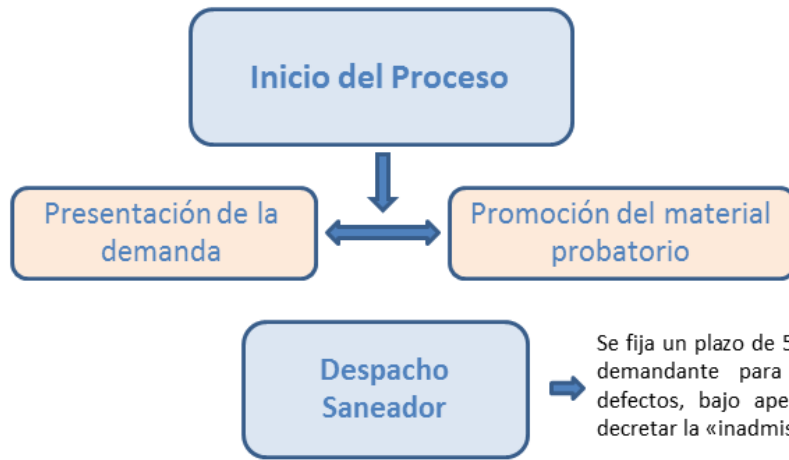 Inicio del Proceso
Presentación de la
demanda
Promoción del material
probatorio
Despacho
Saneador
Se fija un plazo de 5
demandante para
defectos, bajo ape
decretar la «inadmis